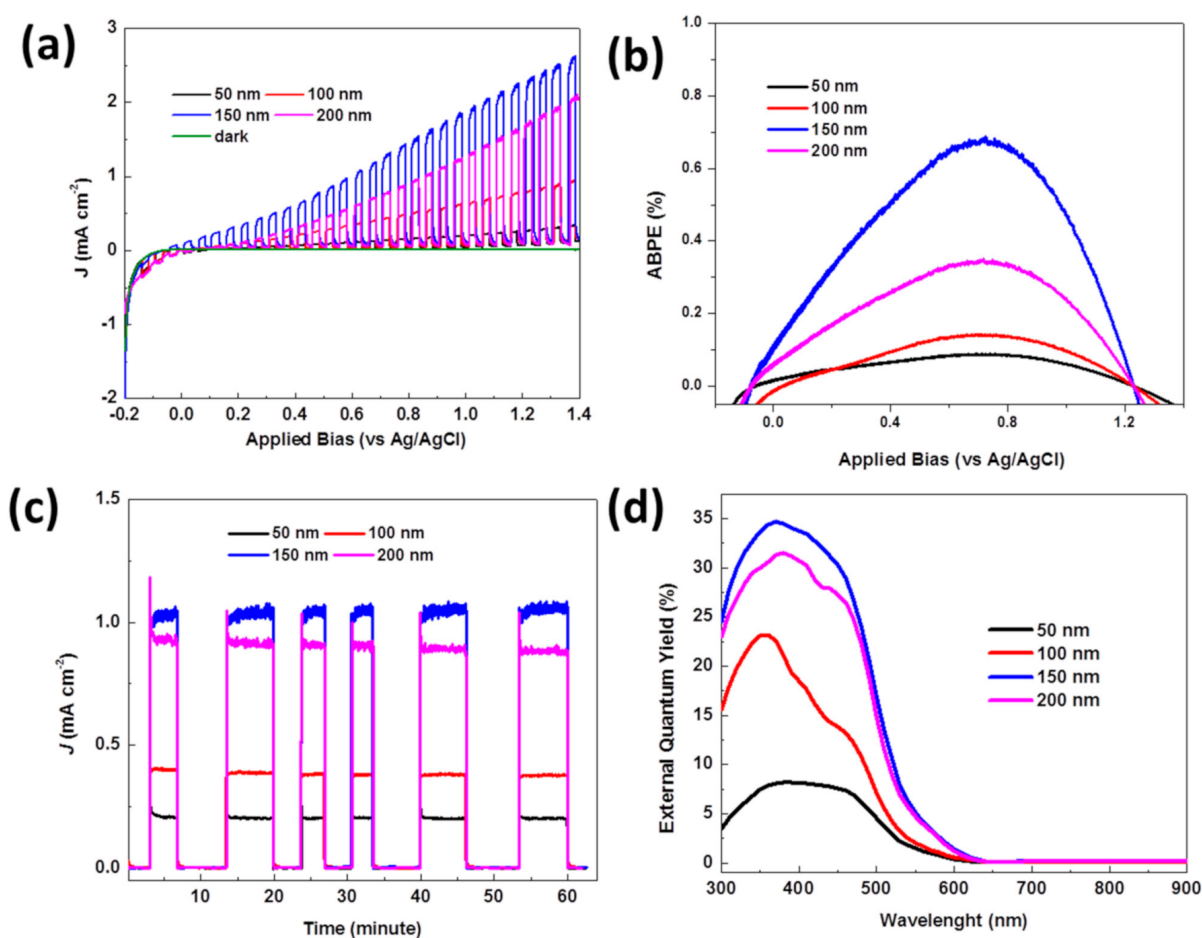 (a)
3
2
1
0
-1
-2
J (mA cm-2)
50 nm 100 nm
150 nm 200 nm
dark
-0.2 0.0 0.2 0.4 0.6 0.8 1.0 1.2 1.4
Applied Bias (vs Ag/AgCl)
(b)
1.0
0.8
0.6
0.4
0.2
0.0
ABPE (%)
50 nm
100 nm
150 nm
200 nm
0.0 0.4 0.8 1.2
Applied Bias (vs Ag/AgCl)
(c)
1.5
1.0
0.5
0.0
J (mA cm-2)
50 nm 100 nm
150 nm 200 nm
10 20 30 40 50 60
Time (minute)
(d)
35
30
25
20
15
10
5
0
External Quantum Yield (%)
50 nm
100 nm
150 nm
200 nm
300 400 500 600 700 800 900
Wavelenght (nm)